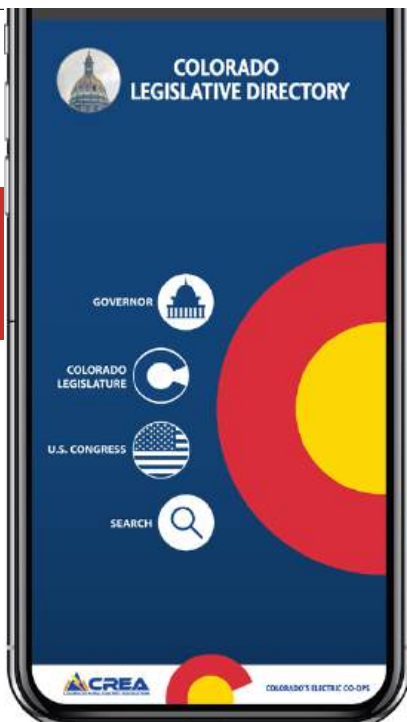 COLORADO
LEGISLATIVE DIRECTORY
GOVERNOR
COLORADO
LEGISLATURE
U.S. CONGRESS
SEARCH
CREA
COLORADO'S ELECTRIC CO-OPS